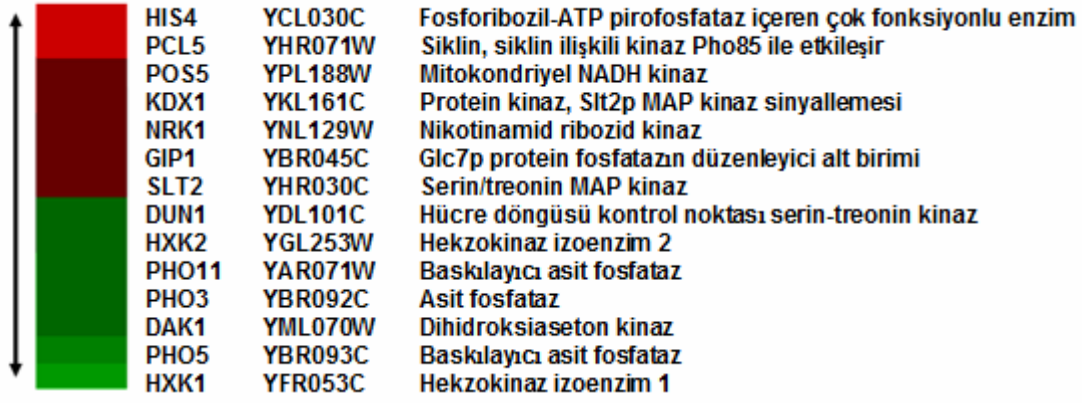 HIS4 YCL030C Fosforibozil-ATP pirofosfataz içeren çok fonksiyonlu enzim
PCL5 YHR071W Siklin, siklin ilişkili kinaz Pho85 ile etkileşir
POS5 YPL188W Mitokondriyel NADH kinaz
KDX1 YKL161C Protein kinaz, Slt2p MAP kinaz sinyallemesi
NRK1 YNL129W Nikotinamid ribozid kinaz
GIP1 YBR045C Glc7p protein fosfatazın düzenleyici alt birimi
SLT2 YHR030C Serin/treonin MAP kinaz
DUN1 YDL101C Hücre döngüsü kontrol noktası serin-treonin kinaz
HXK2 YGL253W Hekzokinaz izoenzim 2
PHO11 YAR071W Baskılayıcı asit fosfataz
PHO3 YBR092C Asit fosfataz
DAK1 YML070W Dihidroksiaseton kinaz
PHO5 YBR093C Baskılayıcı asit fosfataz
HXK1 YFR053C Hekzokinaz izoenzim 1